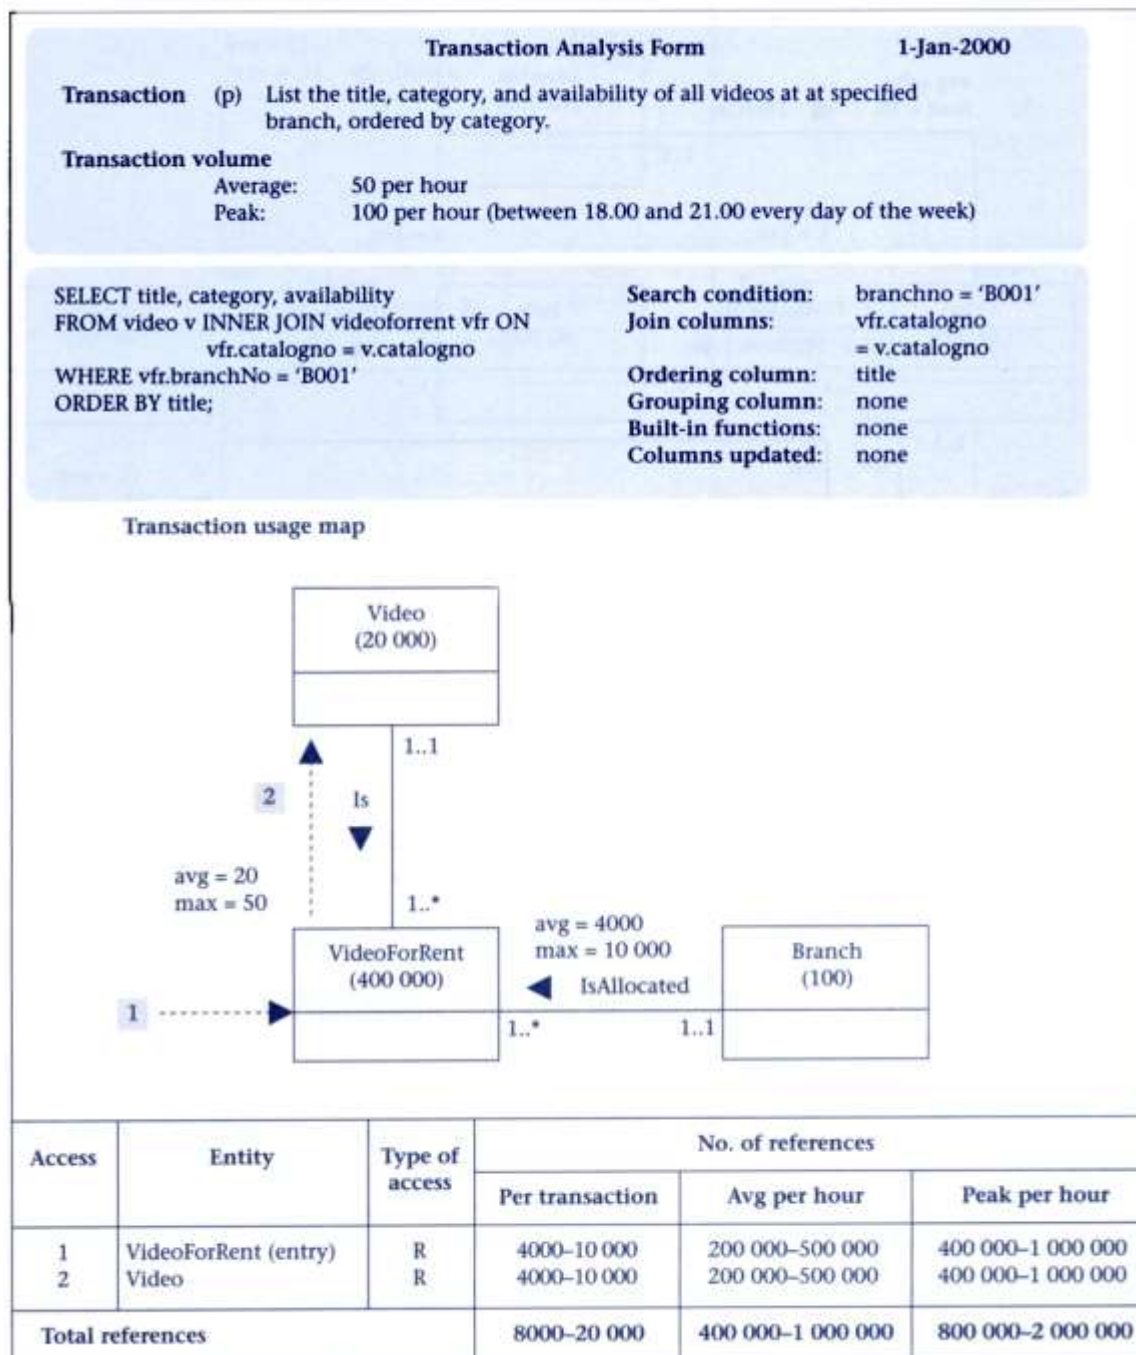 Transaction Analysis Form 1-Jan-2000
Transaction (p) List the title, category, and availability of all videos at at specified
branch, ordered by category.
Transaction volume
Average: 50 per hour
Peak: 100 per hour (between 18.00 and 21.00 every day of the week)
SELECT title, category, availability
FROM video v INNER JOIN videoforrent vfr ON
vfr.catalogno = v.catalogno
WHERE vfr.branchNo = 'B001'
ORDER BY title;
Search condition: branchno = 'B001'
Join columns: vfr.catalogno
= v.catalogno
Ordering column: title
Grouping column: none
Built-in functions: none
Columns updated: none
Transaction usage map
Video
(20 000)
1..1
2
Is
avg = 20
max = 50
1..*
VideoForRent
(400 000)
1
avg = 4000
max = 10 000
IsAllocated
1..*
1..1
Branch
(100)
Access Entity Type of access No. of references
Per transaction Avg per hour Peak per hour
1 VideoForRent (entry) R 4000–10 000 200 000–500 000 400 000–1 000 000
2 Video R 4000–10 000 200 000–500 000 400 000–1 000 000
Total references 8000–20 000 400 000–1 000 000 800 000–2 000 000